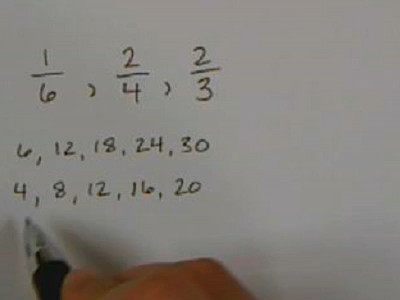 1/6, 2/4, 2/3
6, 12, 18, 24, 30
4, 8, 12, 16, 20